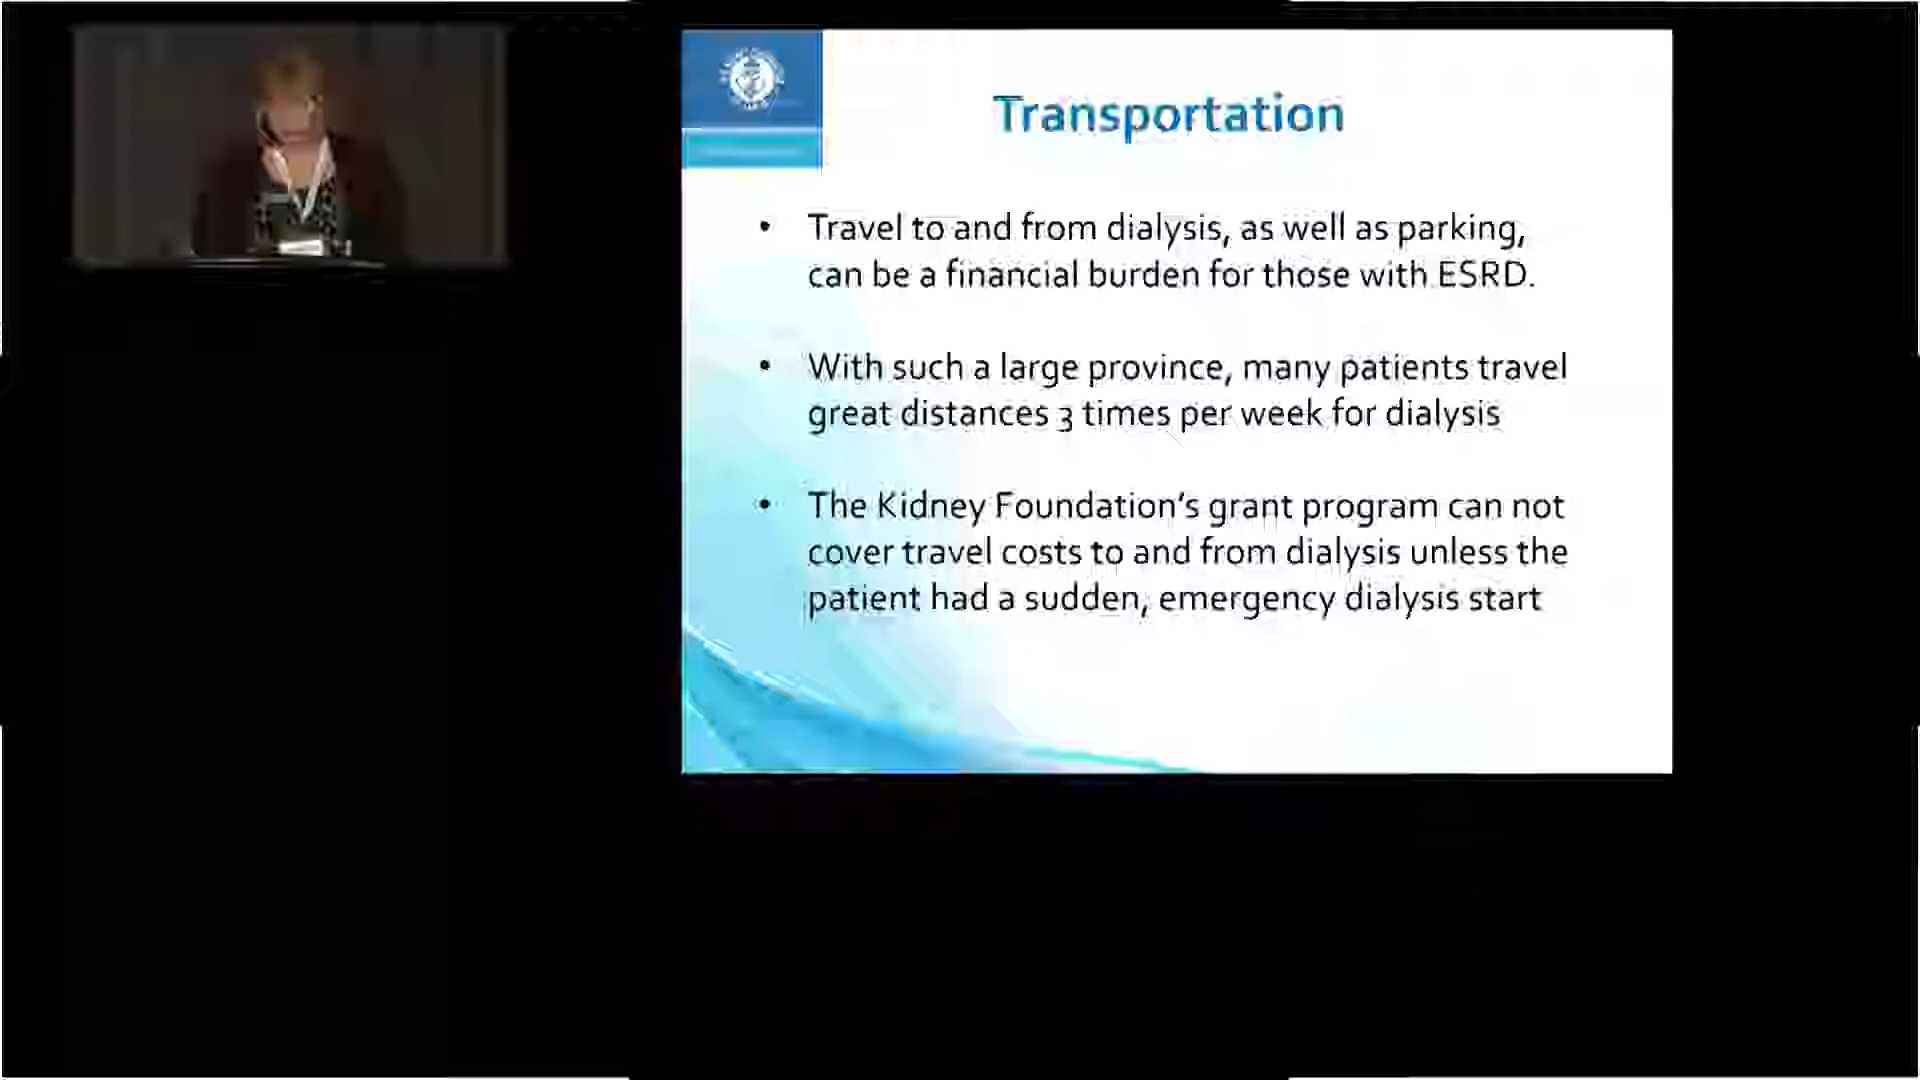 Transportation
• Travel to and from dialysis, as well as parking,
can be a financial burden for those with ESRD.
• With such a large province, many patients travel
great distances 3 times per week for dialysis
• The Kidney Foundation's grant program can not
cover travel costs to and from dialysis unless the
patient had a sudden, emergency dialysis start